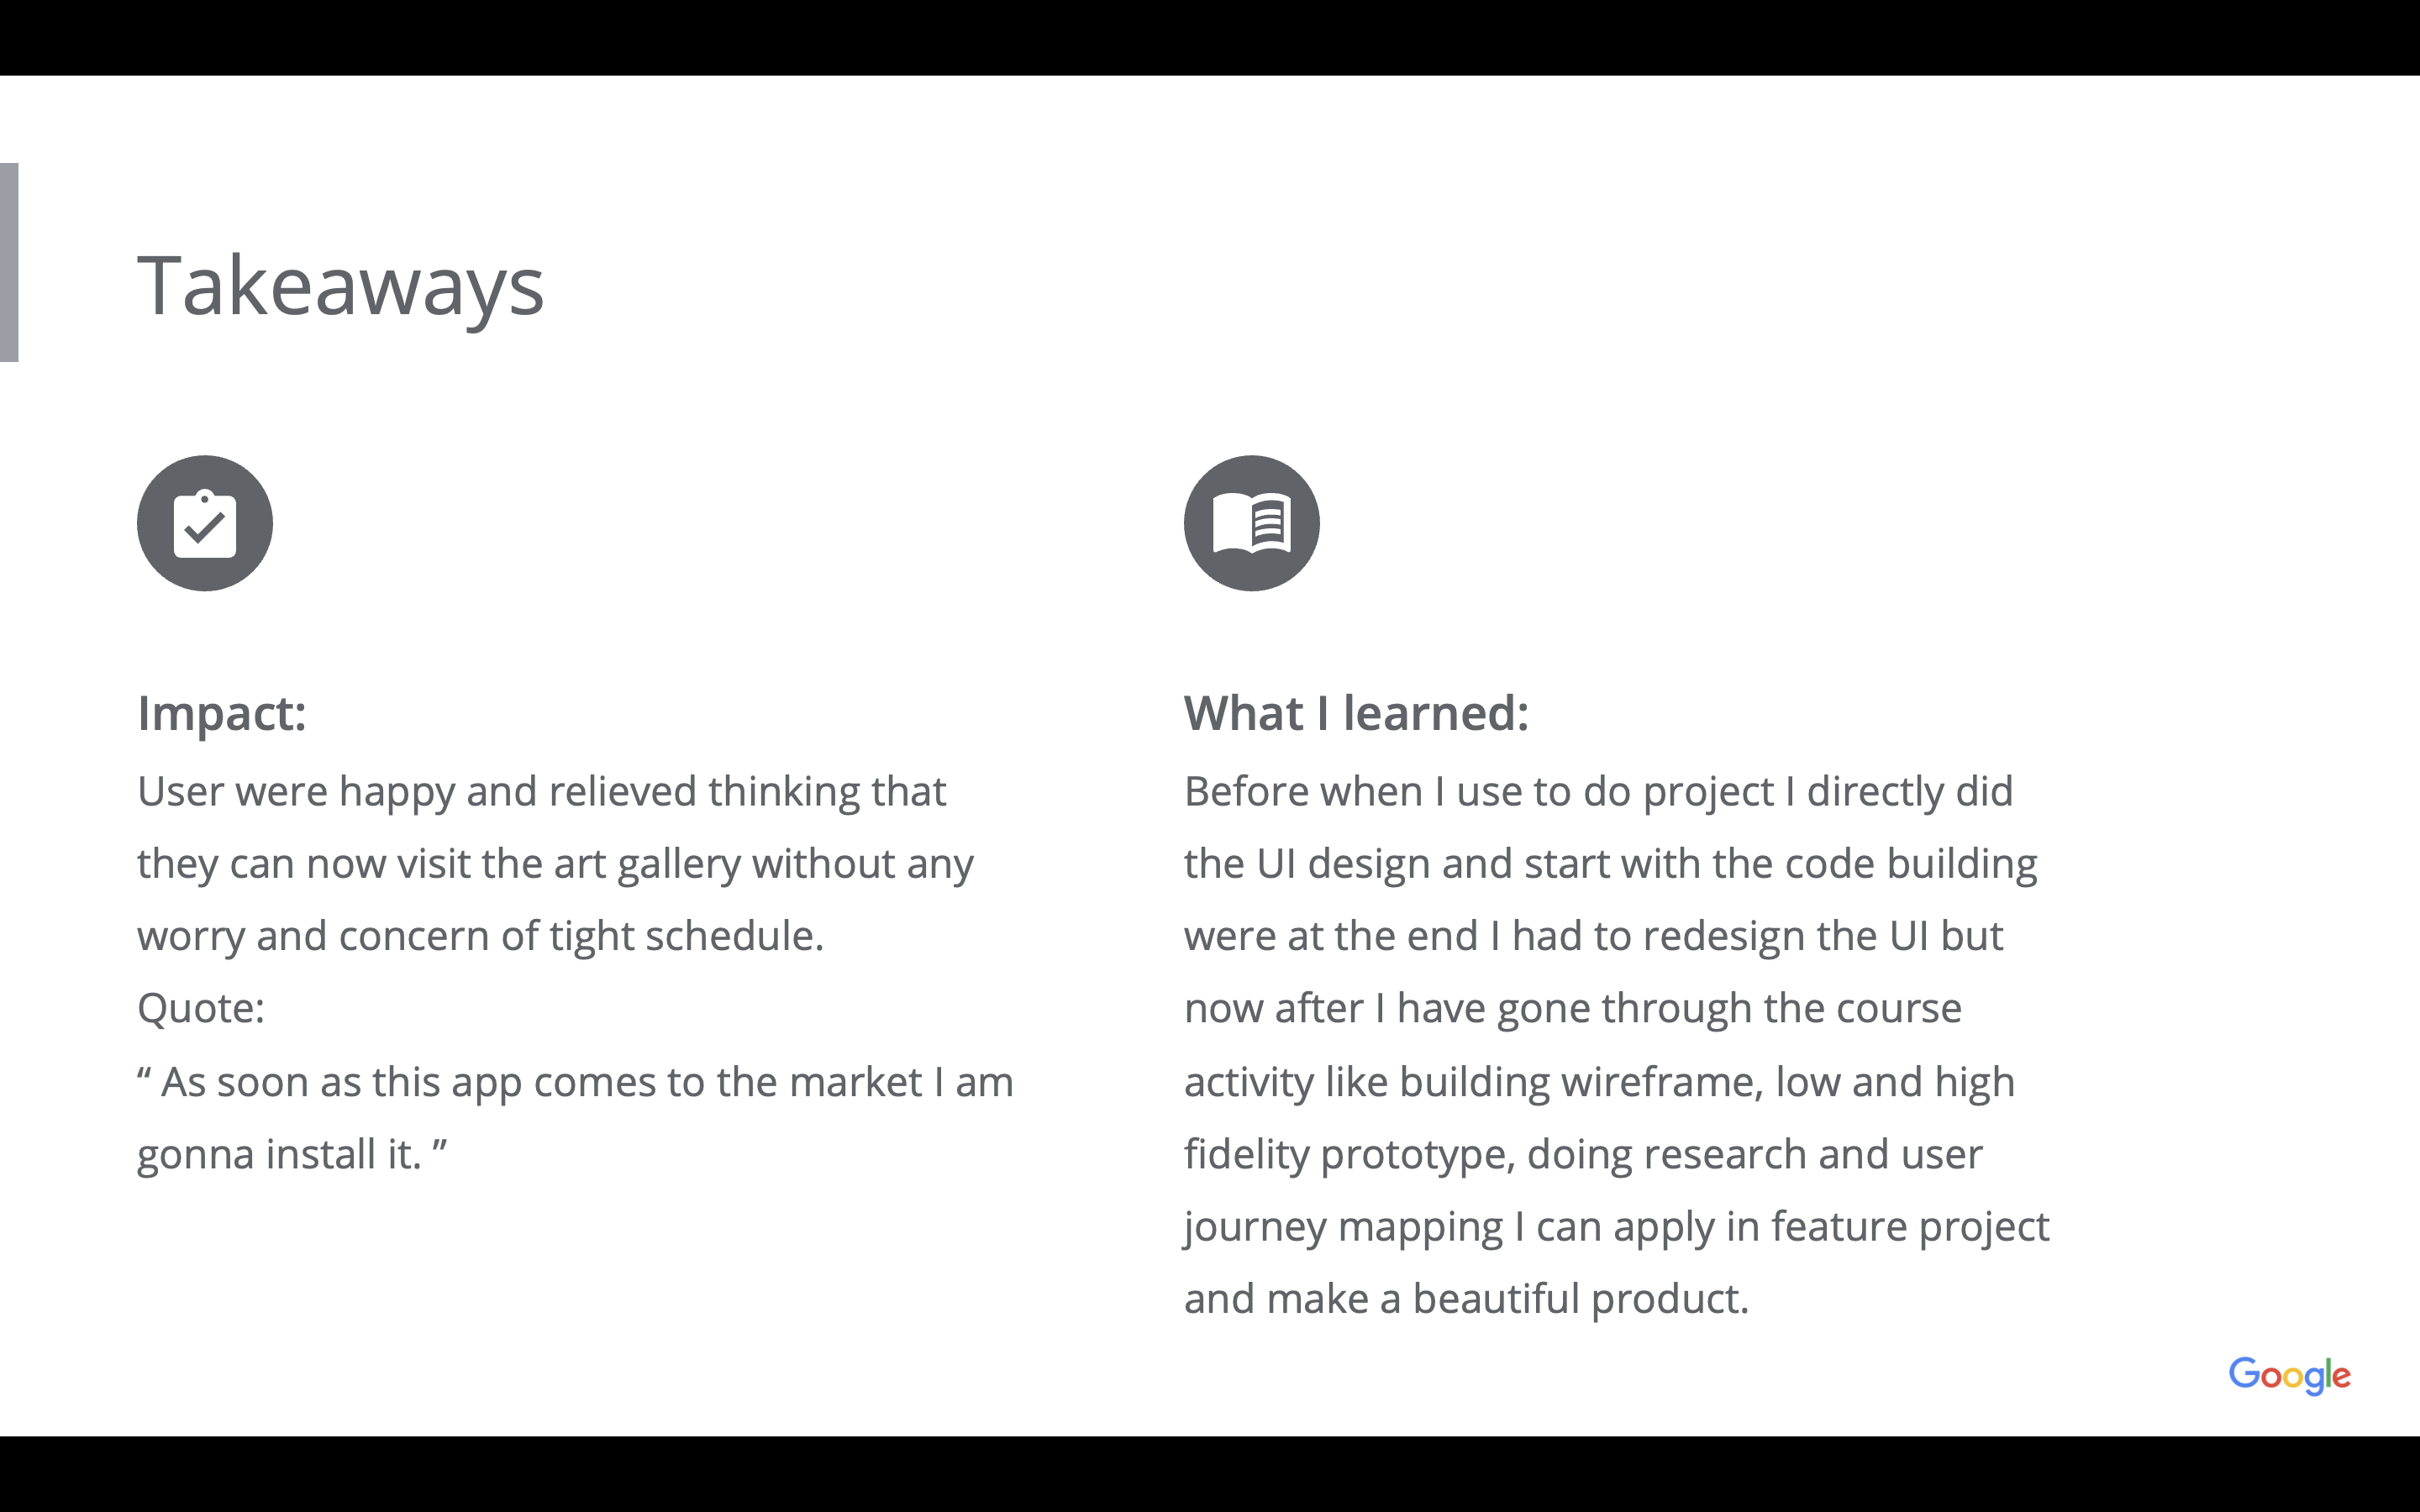 Takeaways
Impact:
User were happy and relieved thinking that
they can now visit the art gallery without any
worry and concern of tight schedule.
Quote:
“ As soon as this app comes to the market I am
gonna install it. ”
What I learned:
Before when I use to do project I directly did
the UI design and start with the code building
were at the end I had to redesign the UI but
now after I have gone through the course
activity like building wireframe, low and high
fidelity prototype, doing research and user
journey mapping I can apply in feature project
and make a beautiful product.
Google